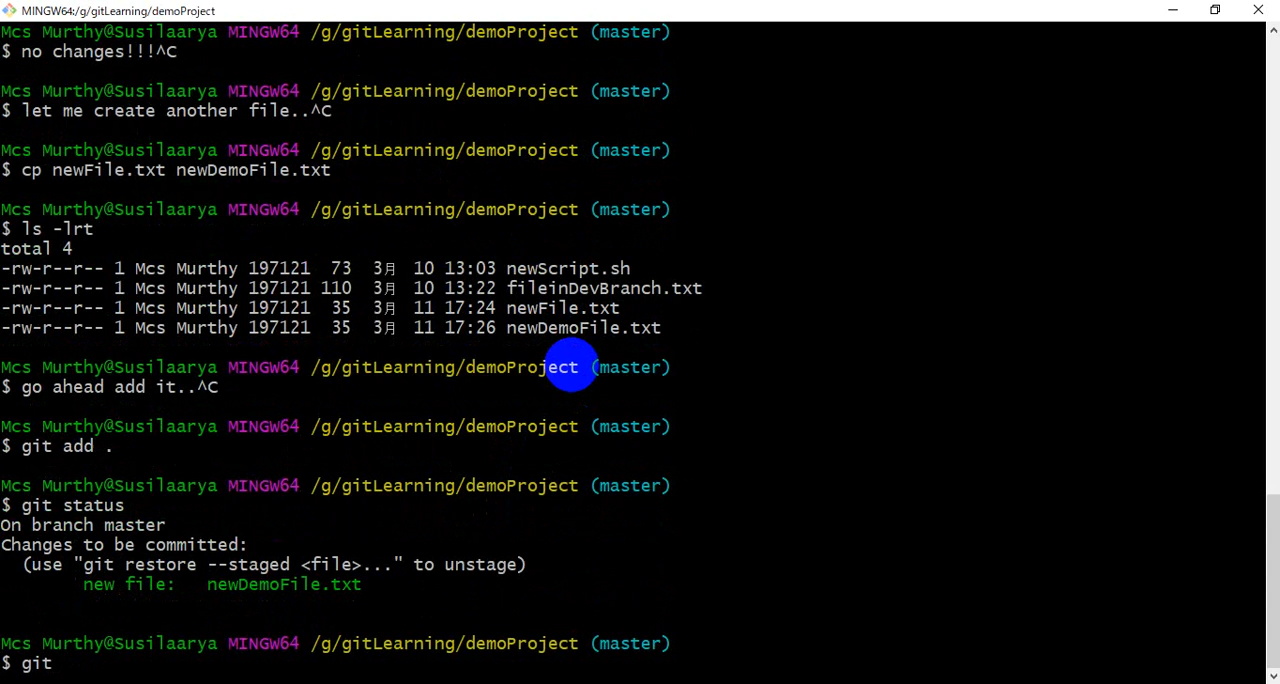 MINGW64:/g/gitLearning/demoProject
Mcs Murthy@Susilaarya MINGW64 /g/gitLearning/demoProject (master)
$ no changes!!!^C
Mcs Murthy@Susilaarya MINGW64 /g/gitLearning/demoProject (master)
$ let me create another file..^C
Mcs Murthy@Susilaarya MINGW64 /g/gitLearning/demoProject (master)
$ cp newFile.txt newDemoFile.txt
Mcs Murthy@Susilaarya MINGW64 /g/gitLearning/demoProject (master)
$ ls -lrt
total 4
-rw-r--r-- 1 Mcs Murthy 197121  73  3月  10 13:03 newScript.sh
-rw-r--r-- 1 Mcs Murthy 197121 110  3月  10 13:22 fileinDevBranch.txt
-rw-r--r-- 1 Mcs Murthy 197121  35  3月  11 17:24 newFile.txt
-rw-r--r-- 1 Mcs Murthy 197121  35  3月  11 17:26 newDemoFile.txt
Mcs Murthy@Susilaarya MINGW64 /g/gitLearning/demoProject (master)
$ go ahead add it..^C
Mcs Murthy@Susilaarya MINGW64 /g/gitLearning/demoProject (master)
$ git add .
Mcs Murthy@Susilaarya MINGW64 /g/gitLearning/demoProject (master)
$ git status
On branch master
Changes to be committed:
  (use "git restore --staged <file>..." to unstage)
        new file:   newDemoFile.txt
Mcs Murthy@Susilaarya MINGW64 /g/gitLearning/demoProject (master)
$ git